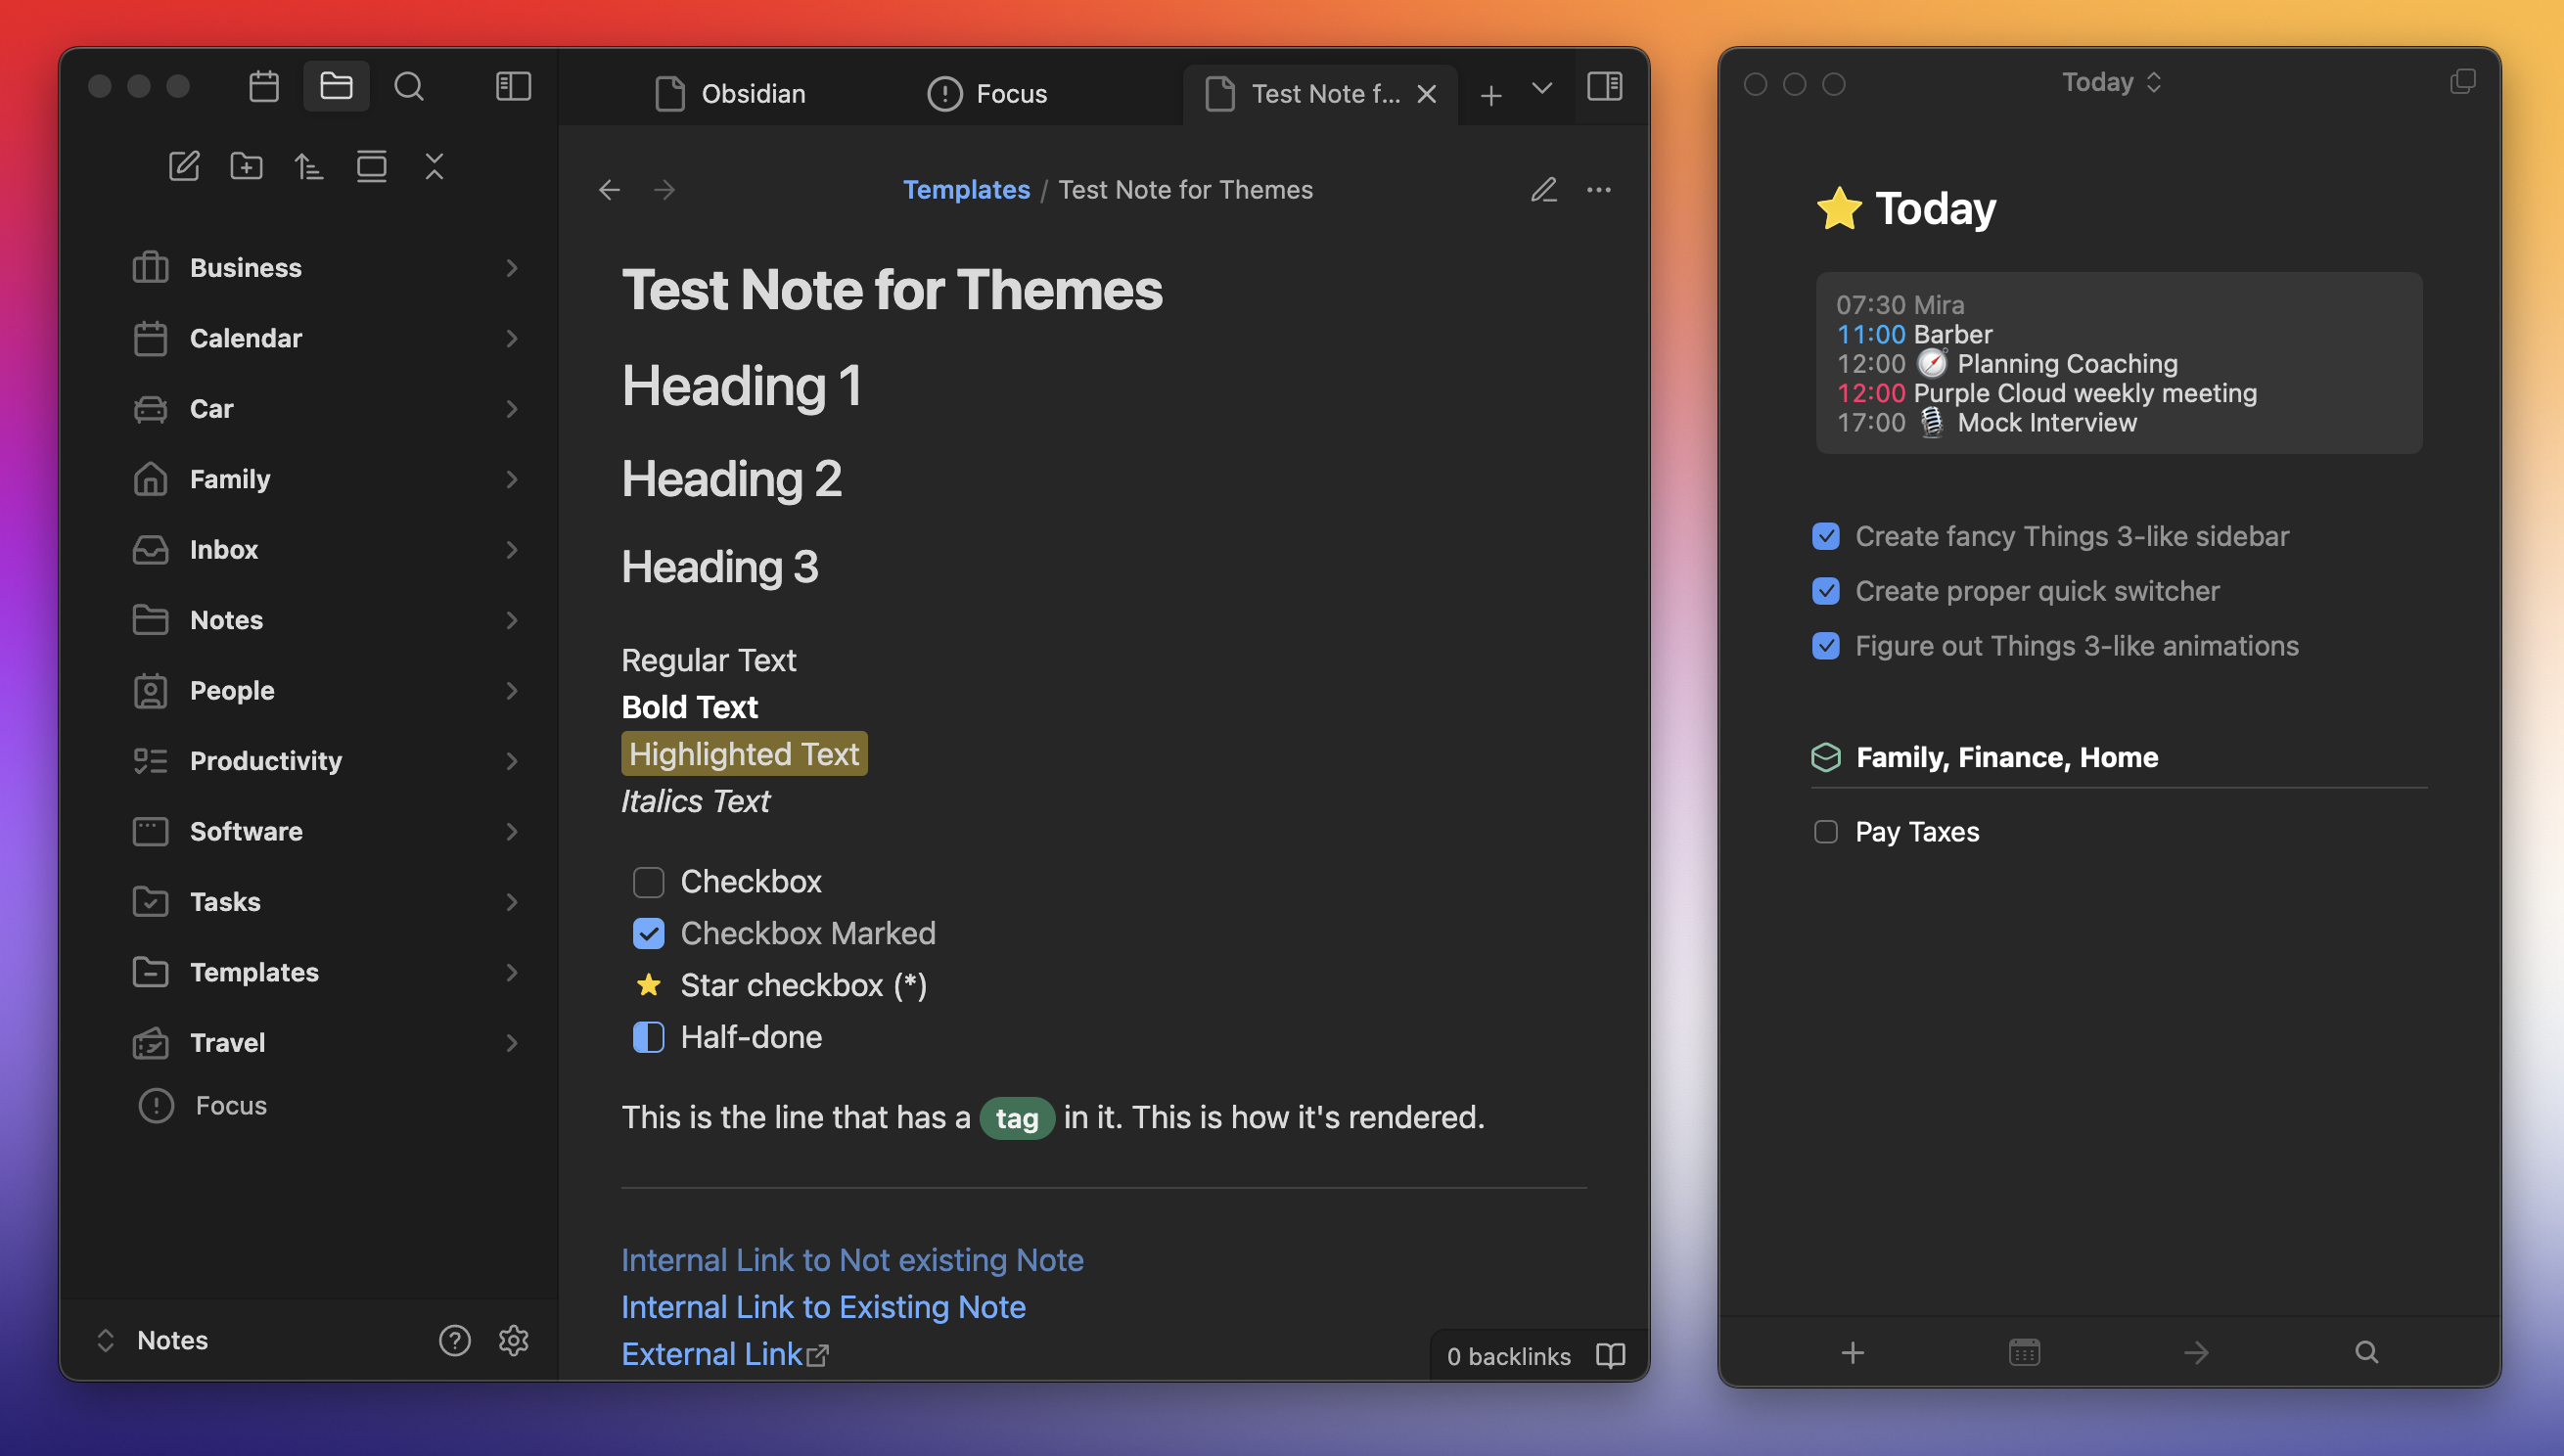 Obsidian
Focus
Test Note f...
Business
Calendar
Car
Family
Inbox
Notes
People
Productivity
Software
Tasks
Templates
Travel
Focus
Notes
Templates / Test Note for Themes
Test Note for Themes
Heading 1
Heading 2
Heading 3
Regular Text
Bold Text
Highlighted Text
Italics Text
Checkbox
Checkbox Marked
Star checkbox (*)
Half-done
This is the line that has a tag in it. This is how it's rendered.
Internal Link to Not existing Note
Internal Link to Existing Note
External Link
0 backlinks
Today
Today
07:30 Mira
11:00 Barber
12:00 Planning Coaching
12:00 Purple Cloud weekly meeting
17:00 Mock Interview
Create fancy Things 3-like sidebar
Create proper quick switcher
Figure out Things 3-like animations
Family, Finance, Home
Pay Taxes